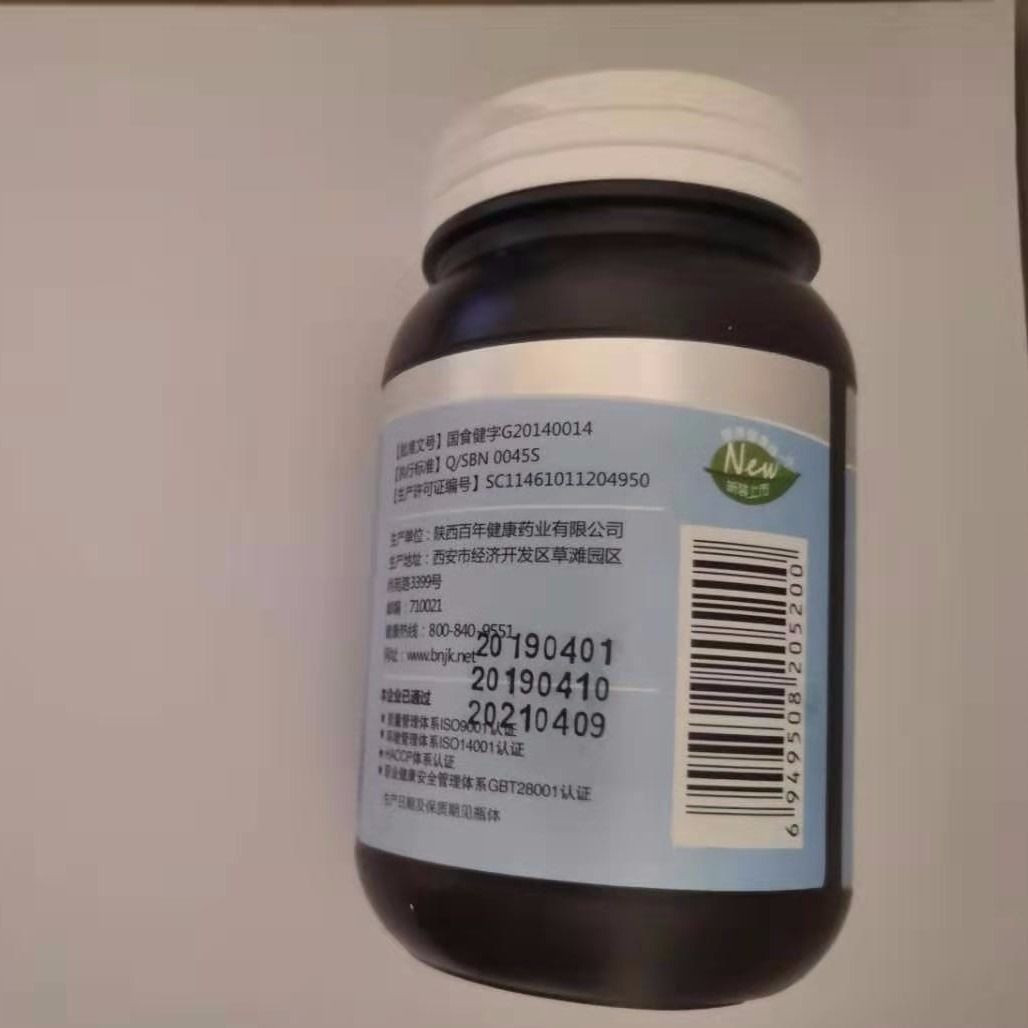 【批准文号】国食健字G20140014
【执行标准】Q/SBN 0045S
【生产许可证编号】SC11461011204950
New
新装上市
生产单位：陕西百年健康药业有限公司
生产地址：西安市经济开发区草滩园区
尚苑路3399号
邮编：710021
健康热线：800-840-9551
网址：www.bnjk.net
20190401
20190410
20210409
本企业已通过
• 质量管理体系ISO9001认证
• 环境管理体系ISO14001认证
• HACCP体系认证
• 职业健康安全管理体系GBT28001认证
生产日期及保质期见瓶体
6949508205200